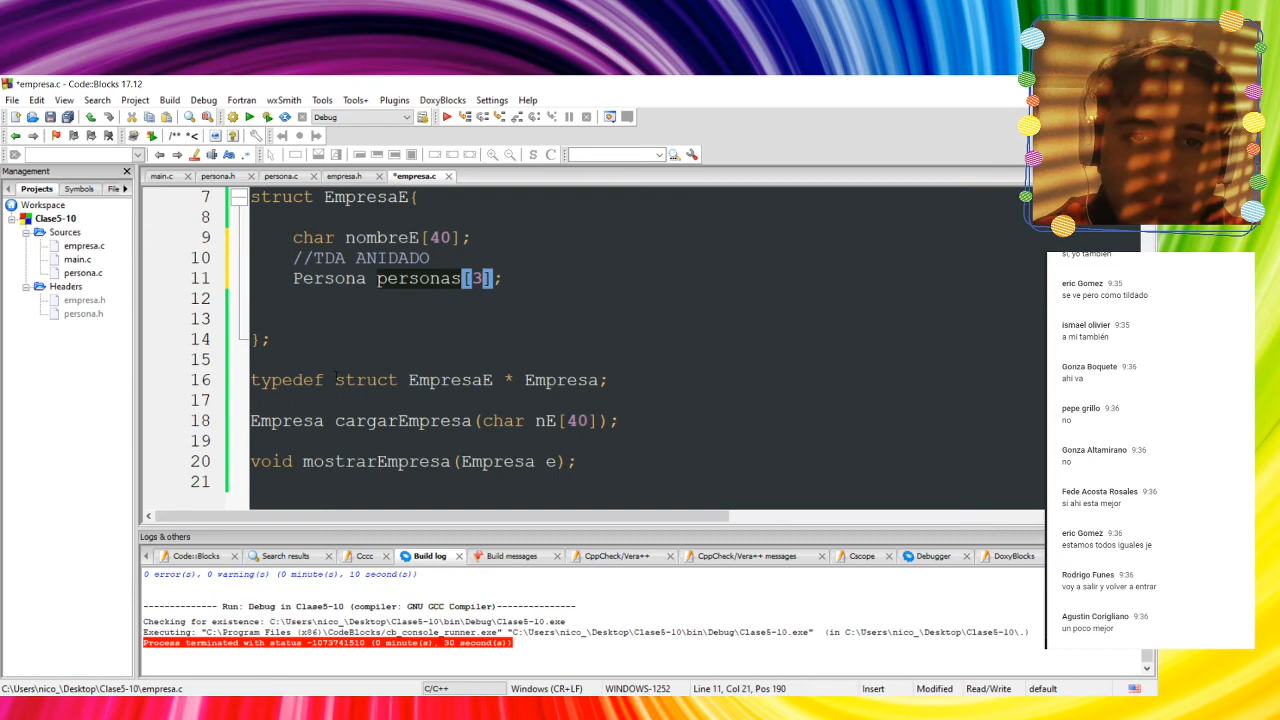 *empresa.c - Code::Blocks 17.12
File Edit View Search Project Build Debug Fortran wxSmith Tools Tools+ Plugins DoxyBlocks Settings Help
Debug
/** *<
Aa
S C
Management
main.c persona.h persona.c empresa.h *empresa.c
Projects Symbols File
Workspace
Clase5-10
Sources
empresa.c
main.c
persona.c
Headers
empresa.h
persona.h
7 struct EmpresaE{
8
9 char nombreE[40];
10 //TDA ANIDADO
11 Persona personas[3];
12
13
14 };
15
16 typedef struct EmpresaE * Empresa;
17
18 Empresa cargarEmpresa(char nE[40]);
19
20 void mostrarEmpresa(Empresa e);
21
Logs & others
Code::Blocks Search results Cccc Build log Build messages CppCheck/Vera++ CppCheck/Vera++ messages Cscope Debugger DoxyBlocks
0 error(s), 0 warning(s) (0 minute(s), 10 second(s))
-------------- Run: Debug in Clase5-10 (compiler: GNU GCC Compiler)---------------
Checking for existence: C:\Users\nico_\Desktop\Clase5-10\bin\Debug\Clase5-10.exe
Executing: "C:\Program Files (x86)\CodeBlocks/cb_console_runner.exe" "C:\Users\nico_\Desktop\Clase5-10\bin\Debug\Clase5-10.exe" (in C:\Users\nico_\Desktop\Clase5-10\.)
Process terminated with status -1073741510 (0 minute(s), 30 second(s))
C:\Users\nico_\Desktop\Clase5-10\empresa.c C/C++ Windows (CR+LF) WINDOWS-1252 Line 11, Col 21, Pos 190 Insert Modified Read/Write default
si, yo tambien
eric Gomez 9:35
se ve pero como tildado
ismael olivier 9:35
a mi también
Gonza Boquete 9:36
ahi va
pepe grillo 9:36
no
Gonza Altamirano 9:36
no
Fede Acosta Rosales 9:36
si ahi esta mejor
eric Gomez 9:36
estamos todos iguales je
Rodrigo Funes 9:36
voy a salir y volver a entrar
Agustin Corigliano 9:36
un poco mejor